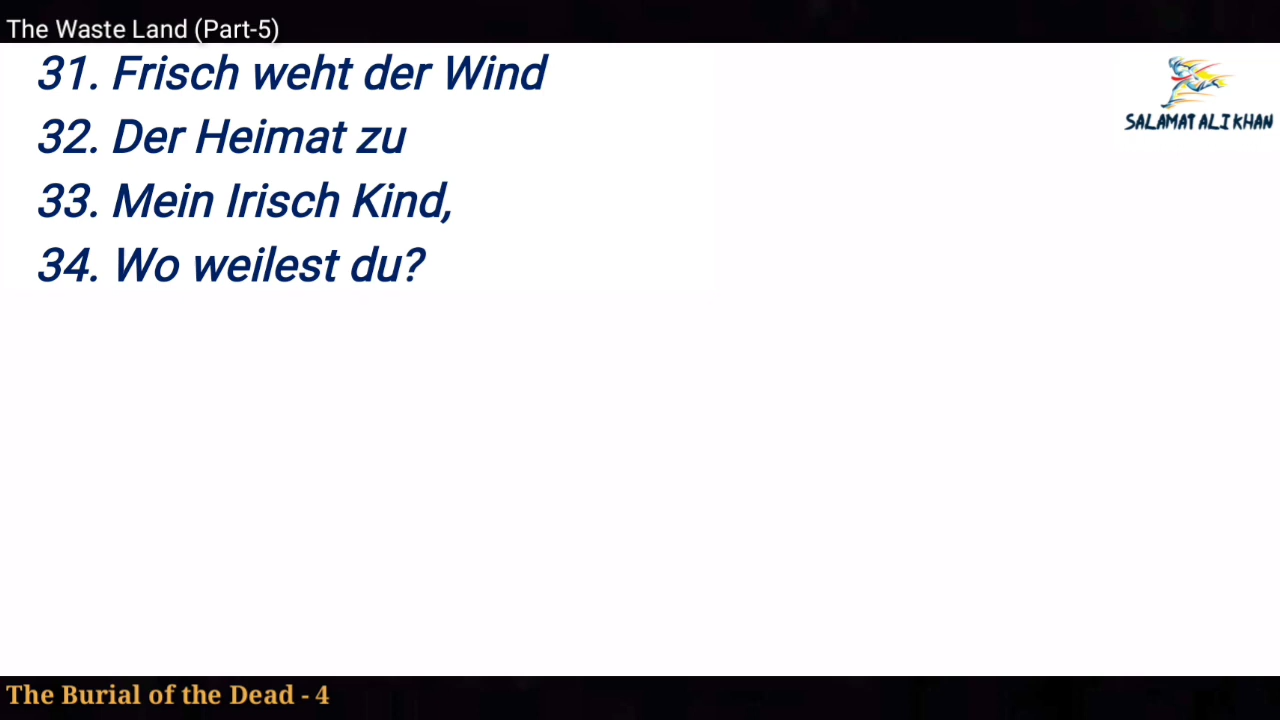 The Waste Land (Part-5)
31. Frisch weht der Wind
32. Der Heimat zu
33. Mein Irisch Kind,
34. Wo weilest du?
SALAMAT ALI KHAN
The Burial of the Dead - 4